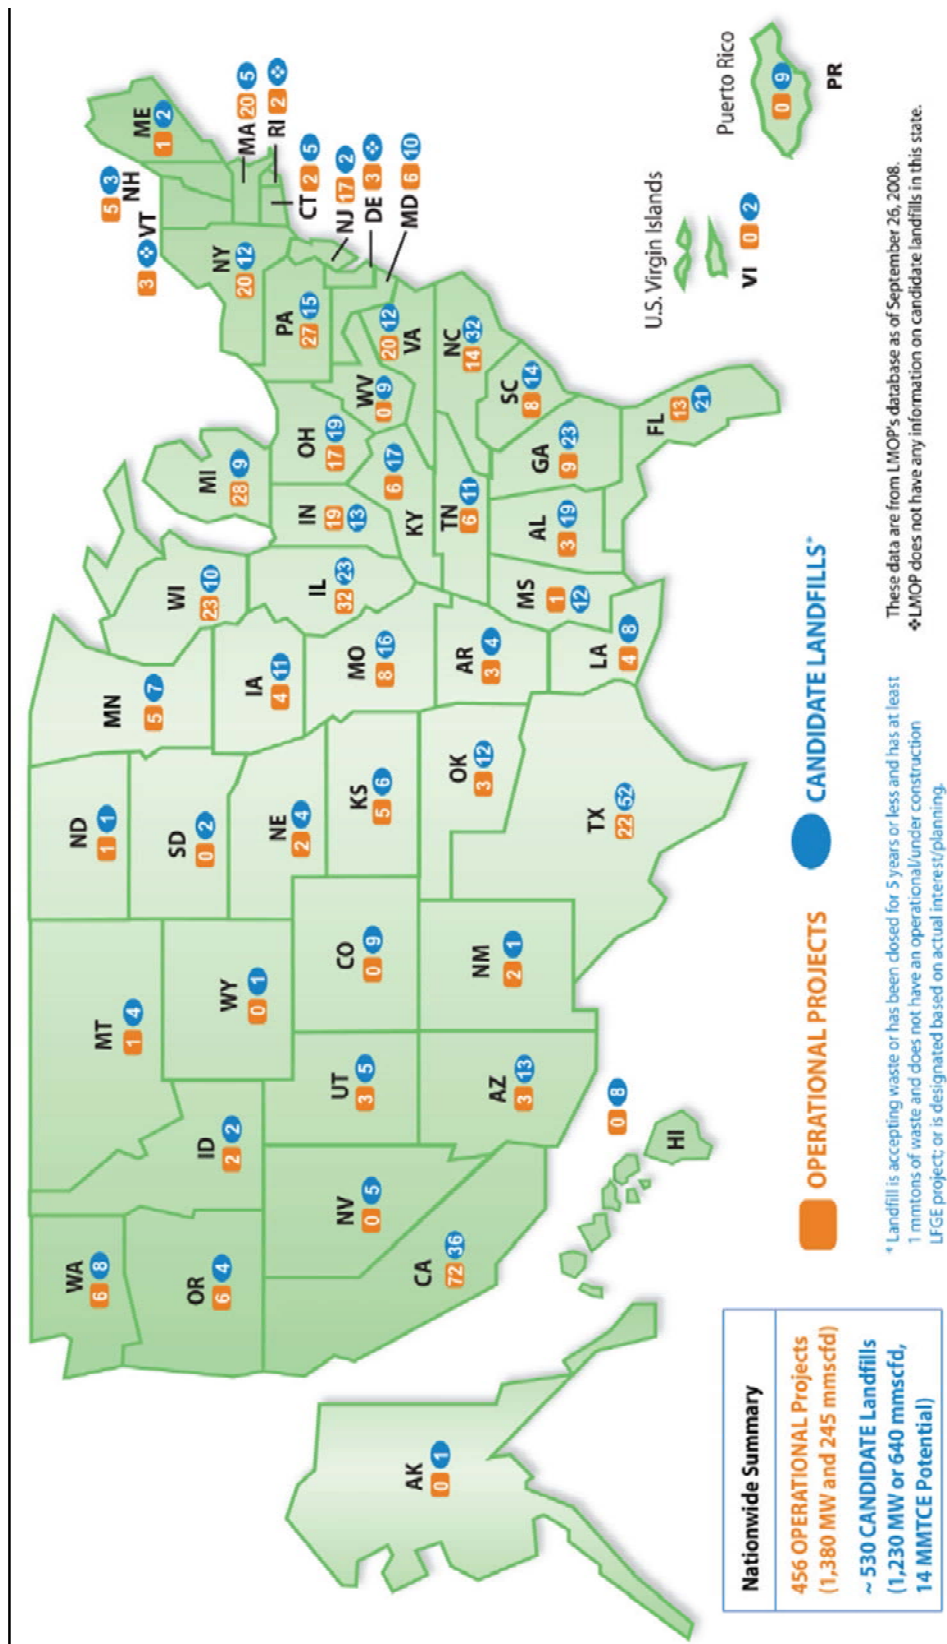 WA
6 8
OR
6 4
CA
72 36
NV
0 5
ID
2 2
MT
1 4
WY
0 1
UT
3 5
AZ
3 13
CO
0 9
NM
2 1
ND
1 1
SD
0 2
NE
2 4
KS
5 6
OK
3 12
TX
22 52
MN
5 7
IA
4 11
MO
8 16
AR
3 4
LA
4 8
WI
23 10
IL
32 23
MS
1
12
MI
28 9
IN
19
13
KY
6 17
TN
6 11
AL
3 19
OH
17 19
GA
9 23
FL
13
21
WV
0 9
VA
20 12
NC
14 32
SC
8 14
PA
27 15
NY
20 12
3 ❖ VT
5 3
NH
ME
1 2
MA 20 5
RI 2 ❖
CT 2 5
NJ 17 2
DE 3 ❖
MD 6 10
AK
0 1
HI
0 8
U.S. Virgin Islands
VI 0 2
Puerto Rico
0 9
PR
OPERATIONAL PROJECTS
CANDIDATE LANDFILLS*
Nationwide Summary
456 OPERATIONAL Projects
(1,380 MW and 245 mmscfd)
~ 530 CANDIDATE Landfills
(1,230 MW or 640 mmscfd,
14 MMTCE Potential)
* Landfill is accepting waste or has been closed for 5 years or less and has at least
1 mmtons of waste and does not have an operational/under construction
LFGE project; or is designated based on actual interest/planning.
These data are from LMOP's database as of September 26, 2008.
❖LMOP does not have any information on candidate landfills in this state.